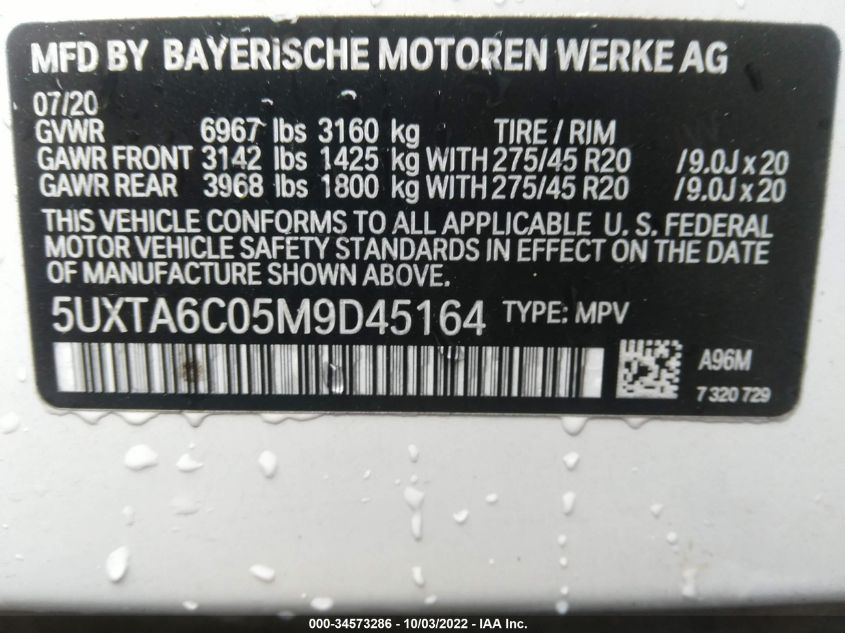 MFD BY BAYERISCHE MOTOREN WERKE AG
07/20
GVWR 6967 lbs 3160 kg TIRE / RIM
GAWR FRONT 3142 lbs 1425 kg WITH 275/45 R20 /9.0J x 20
GAWR REAR 3968 lbs 1800 kg WITH 275/45 R20 /9.0J x 20
THIS VEHICLE CONFORMS TO ALL APPLICABLE U. S. FEDERAL
MOTOR VEHICLE SAFETY STANDARDS IN EFFECT ON THE DATE
OF MANUFACTURE SHOWN ABOVE.
5UXTA6C05M9D45164 TYPE: MPV
A96M
7 320 729
000-34573286 - 10/03/2022 - IAA Inc.